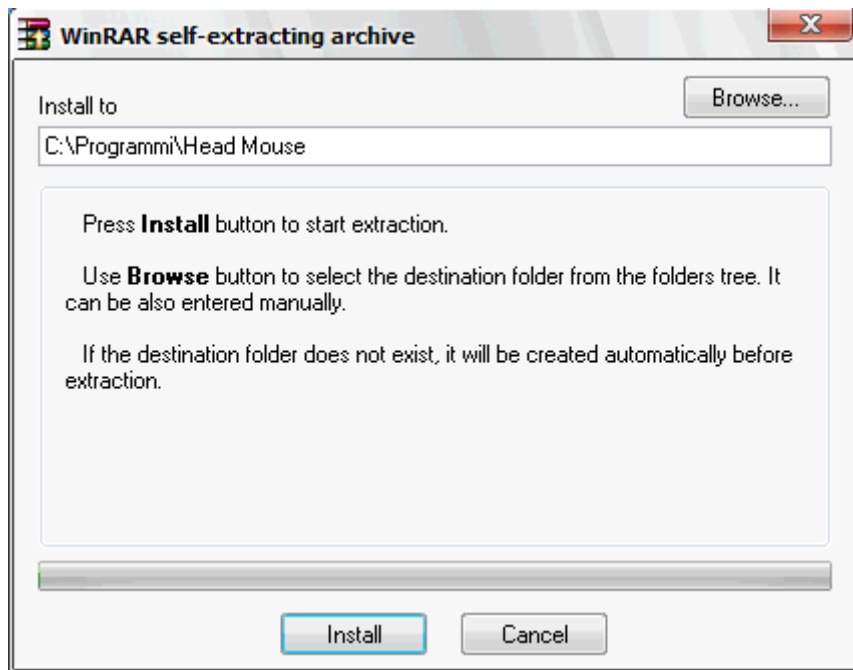 WinRAR self-extracting archive
Browse...
Install to
C:\Programmi\Head Mouse
Press Install button to start extraction.
Use Browse button to select the destination folder from the folders tree. It
can be also entered manually.
If the destination folder does not exist, it will be created automatically before
extraction.
Install
Cancel